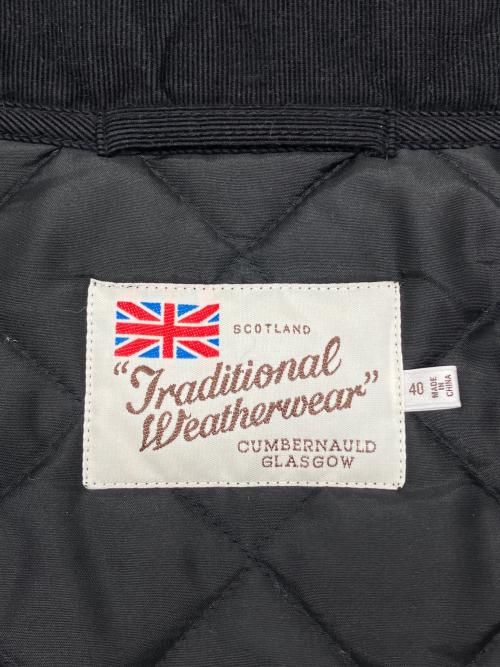 SCOTLAND
"Traditional
Weatherwear"
CUMBERNAULD
GLASGOW
40
MADE
IN
CHINA